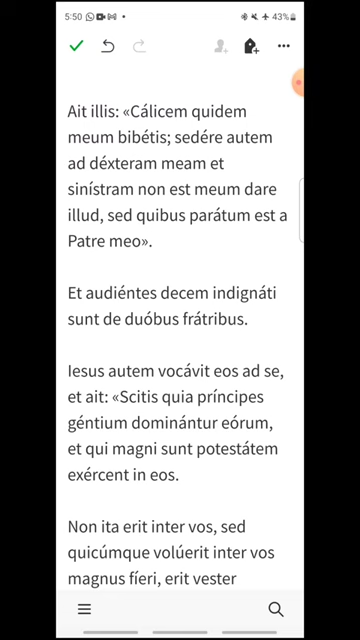 5:50
43%
Ait illis: «Cálicem quidem
meum bibétis; sedére autem
ad déxteram meam et
sinístram non est meum dare
illud, sed quibus parátum est a
Patre meo».
Et audiéntes decem indignáti
sunt de duóbus frátribus.
Iesus autem vocávit eos ad se,
et ait: «Scitis quia príncipes
géntium dominántur eórum,
et qui magni sunt potestátem
exércent in eos.
Non ita erit inter vos, sed
quicúmque volúerit inter vos
magnus fíeri, erit vester